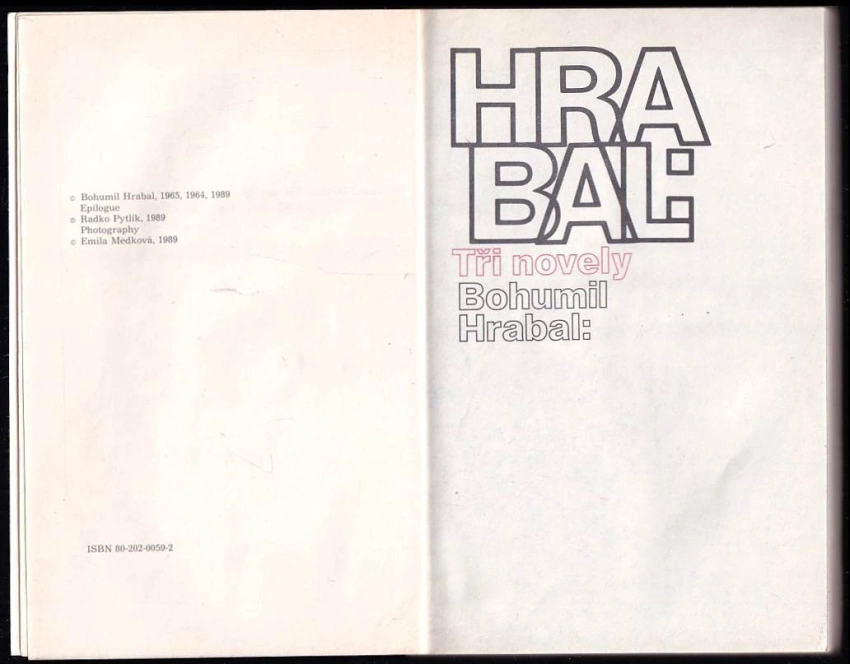 © Bohumil Hrabal, 1965, 1964, 1989
Epilogue
© Radko Pytlík, 1989
Photography
© Emila Medková, 1989
ISBN 80-202-0059-2
HRA
BAL:
Tři novely
Bohumil
Hrabal: